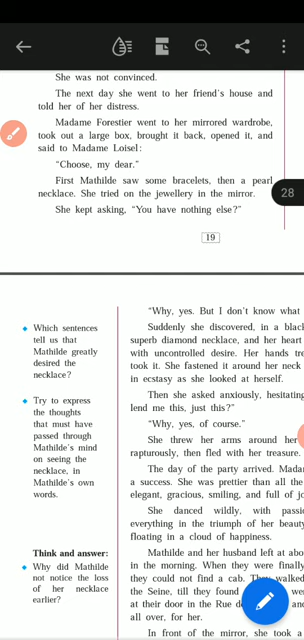 She was not convinced.
The next day she went to her friend's house and
told her of her distress.
Madame Forestier went to her mirrored wardrobe,
took out a large box, brought it back, opened it, and
said to Madame Loisel:
"Choose, my dear."
First Mathilde saw some bracelets, then a pearl
necklace. She tried on the jewellery in the mirror.
She kept asking, "You have nothing else?"
28
19
Which sentences
tell us that
Mathilde greatly
desired the
necklace?
Try to express
the thoughts
that must have
passed through
Mathilde's mind
on seeing the
necklace, in
Mathilde's own
words.
Think and answer:
Why did Mathilde
not notice the loss
of her necklace
earlier?
"Why, yes. But I don't know what
Suddenly she discovered, in a black
superb diamond necklace, and her heart
with uncontrolled desire. Her hands tre
took it. She fastened it around her neck
in ecstasy as she looked at herself.
Then she asked anxiously, hesitating
lend me this, just this?"
"Why, yes, of course."
She threw her arms around her
rapturously, then fled with her treasure.
The day of the party arrived. Madam
a success. She was prettier than all the
elegant, gracious, smiling, and full of jo
She danced wildly, with passi
everything in the triumph of her beauty
floating in a cloud of happiness.
Mathilde and her husband left at abo
in the morning. When they were finally
they could not find a cab. They walked
the Seine, till they found wer
at their door in the Rue d and
all over, for her.
In front of the mirror, she took a